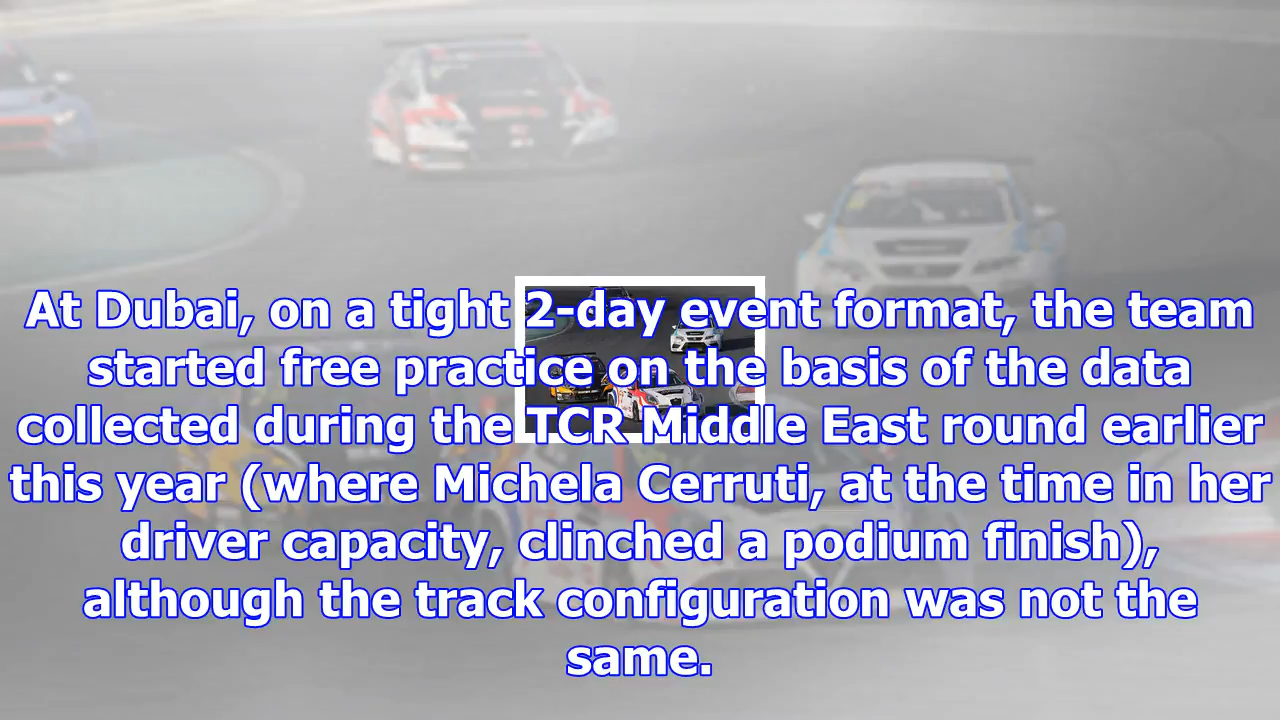 At Dubai, on a tight 2-day event format, the team
started free practice on the basis of the data
collected during the TCR Middle East round earlier
this year (where Michela Cerruti, at the time in her
driver capacity, clinched a podium finish),
although the track configuration was not the
same.